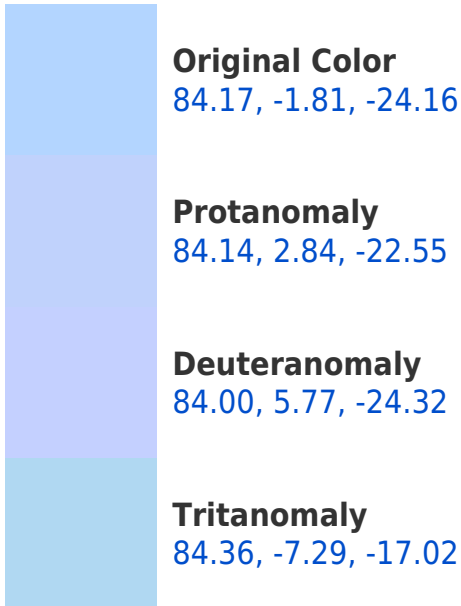 Original Color
84.17, -1.81, -24.16
Protanomaly
84.14, 2.84, -22.55
Deuteranomaly
84.00, 5.77, -24.32
Tritanomaly
84.36, -7.29, -17.02